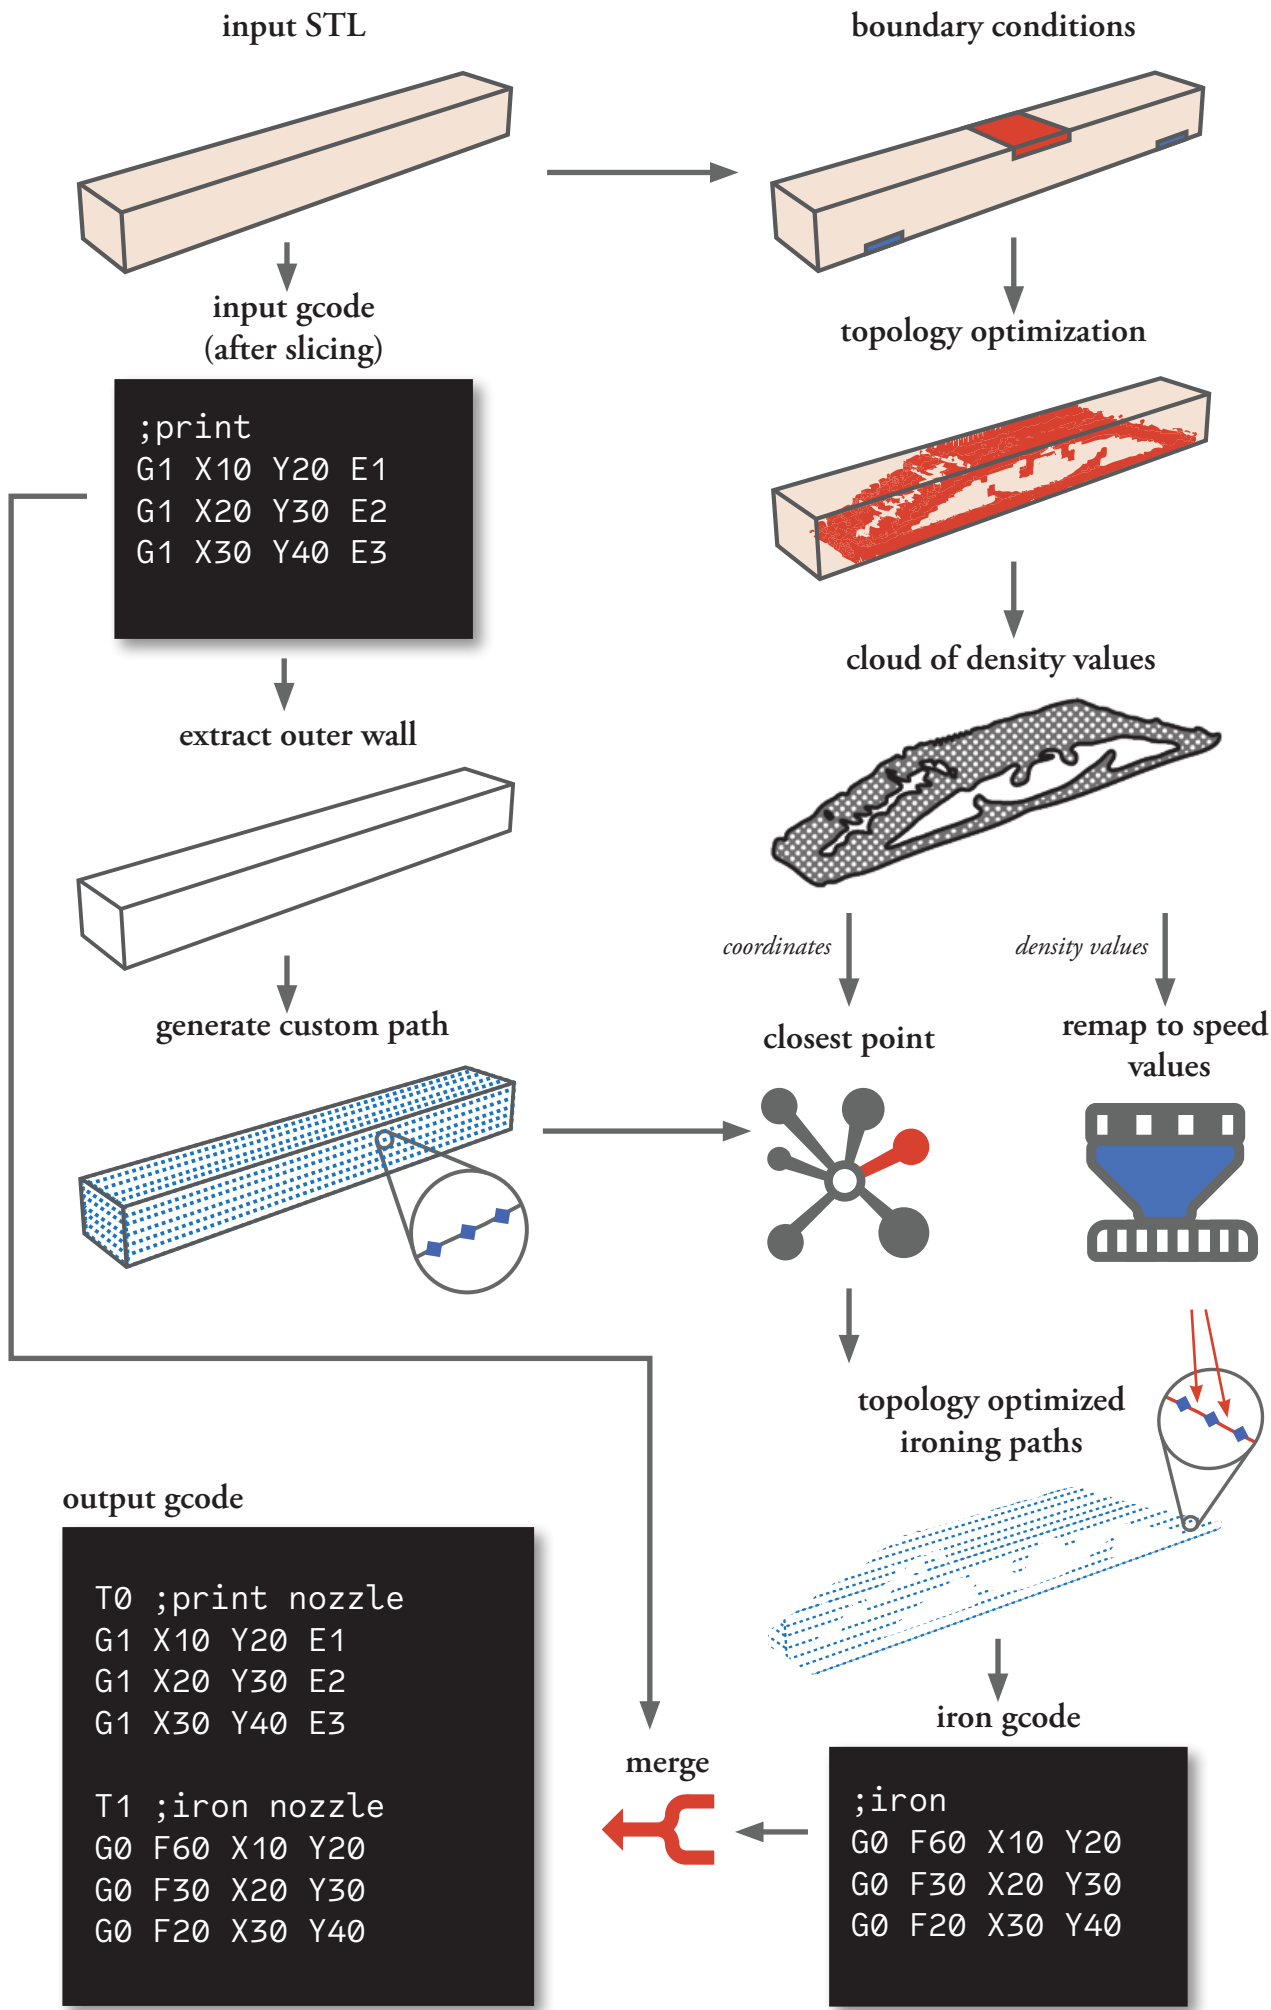 input STL
boundary conditions
input gcode
(after slicing)
;print
G1 X10 Y20 E1
G1 X20 Y30 E2
G1 X30 Y40 E3
topology optimization
cloud of density values
extract outer wall
coordinates
density values
generate custom path
closest point
remap to speed
values
topology optimized
ironing paths
output gcode
T0 ;print nozzle
G1 X10 Y20 E1
G1 X20 Y30 E2
G1 X30 Y40 E3
T1 ;iron nozzle
G0 F60 X10 Y20
G0 F30 X20 Y30
G0 F20 X30 Y40
merge
iron gcode
;iron
G0 F60 X10 Y20
G0 F30 X20 Y30
G0 F20 X30 Y40